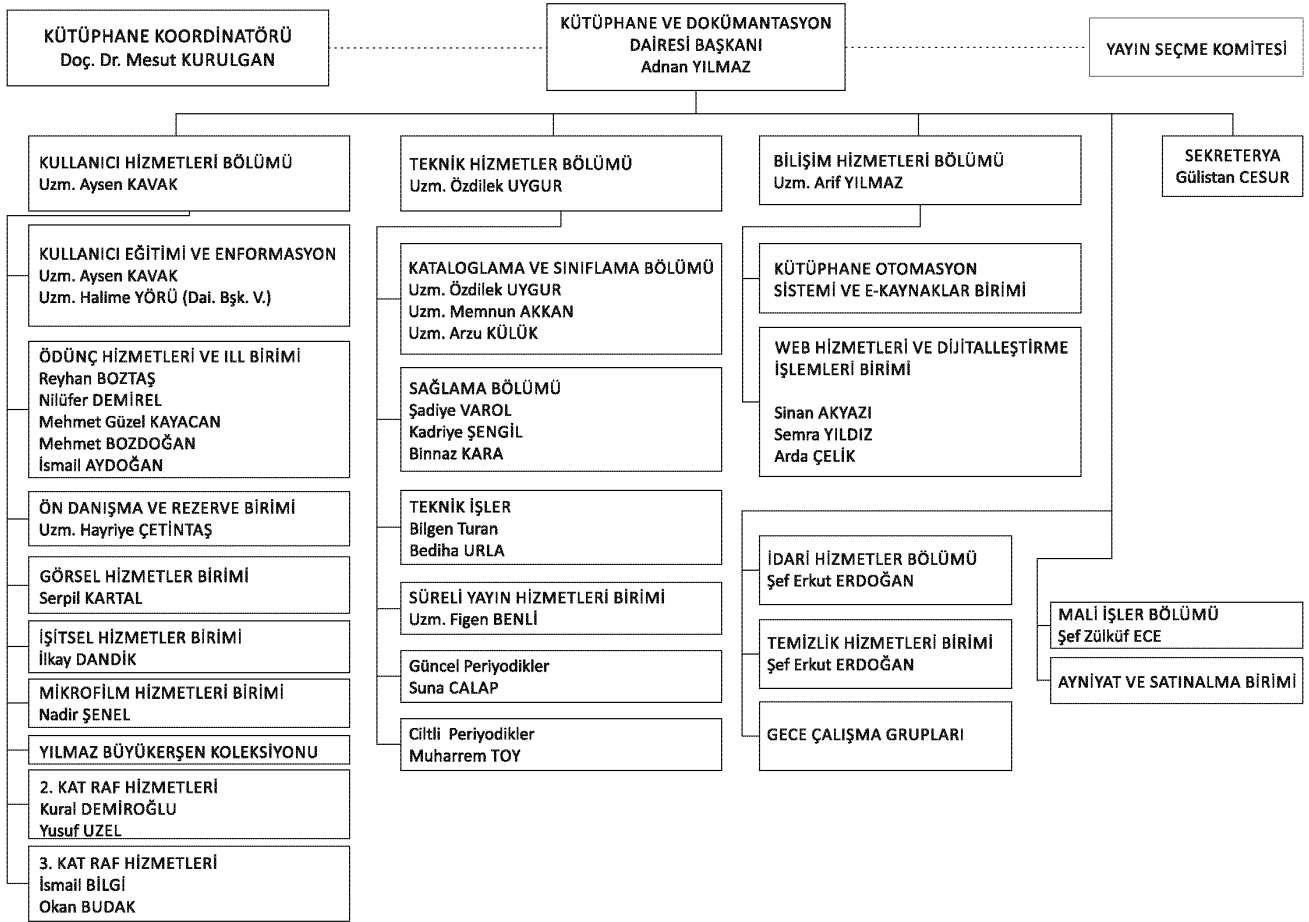 KÜTÜPHANE KOORDİNATÖRÜ
Doç. Dr. Mesut KURULGAN
KÜTÜPHANE VE DOKÜMANTASYON
DAİRESİ BAŞKANI
Adnan YILMAZ
YAYIN SEÇME KOMİTESİ
KULLANICI HİZMETLERİ BÖLÜMÜ
Uzm. Aysen KAVAK
KULLANICI EĞİTİMİ VE ENFORMASYON
Uzm. Aysen KAVAK
Uzm. Halime YÖRÜ (Dai. Bşk. V.)
ÖDÜNÇ HİZMETLERİ VE ILL BİRİMİ
Reyhan BOZTAŞ
Nilüfer DEMİREL
Mehmet Güzel KAYACAN
Mehmet BOZDOĞAN
İsmail AYDOĞAN
ÖN DANIŞMA VE REZERVE BİRİMİ
Uzm. Hayriye ÇETİNTAŞ
GÖRSEL HİZMETLER BİRİMİ
Serpil KARTAL
İŞİTSEL HİZMETLER BİRİMİ
İlkay DANDİK
MİKROFİLM HİZMETLERİ BİRİMİ
Nadir ŞENEL
YILMAZ BÜYÜKERŞEN KOLEKSİYONU
2. KAT RAF HİZMETLERİ
Kural DEMİROĞLU
Yusuf UZEL
3. KAT RAF HİZMETLERİ
İsmail BİLGİ
Okan BUDAK
TEKNİK HİZMETLER BÖLÜMÜ
Uzm. Özdilek UYGUR
KATALOGLAMA VE SINIFLAMA BÖLÜMÜ
Uzm. Özdilek UYGUR
Uzm. Memnun AKKAN
Uzm. Arzu KÜLÜK
SAĞLAMA BÖLÜMÜ
Şadiye VAROL
Kadriye ŞENGİL
Binnaz KARA
TEKNİK İŞLER
Bilgen Turan
Bediha URLA
SÜRELİ YAYIN HİZMETLERİ BİRİMİ
Uzm. Figen BENLİ
Güncel Periyodikler
Suna CALAP
Ciltli Periyodikler
Muharrem TOY
BİLİŞİM HİZMETLERİ BÖLÜMÜ
Uzm. Arif YILMAZ
KÜTÜPHANE OTOMASYON
SİSTEMİ VE E-KAYNAKLAR BİRİMİ
WEB HİZMETLERİ VE DİJİTALLEŞTİRME
İŞLEMLERİ BİRİMİ
Sinan AKYAZI
Semra YILDIZ
Arda ÇELİK
İDARİ HİZMETLER BÖLÜMÜ
Şef Erkut ERDOĞAN
TEMİZLİK HİZMETLERİ BİRİMİ
Şef Erkut ERDOĞAN
GECE ÇALIŞMA GRUPLARI
SEKRETERYA
Gülistan CESUR
MALİ İŞLER BÖLÜMÜ
Şef Zülküf ECE
AYNİYAT VE SATINALMA BİRİMİ